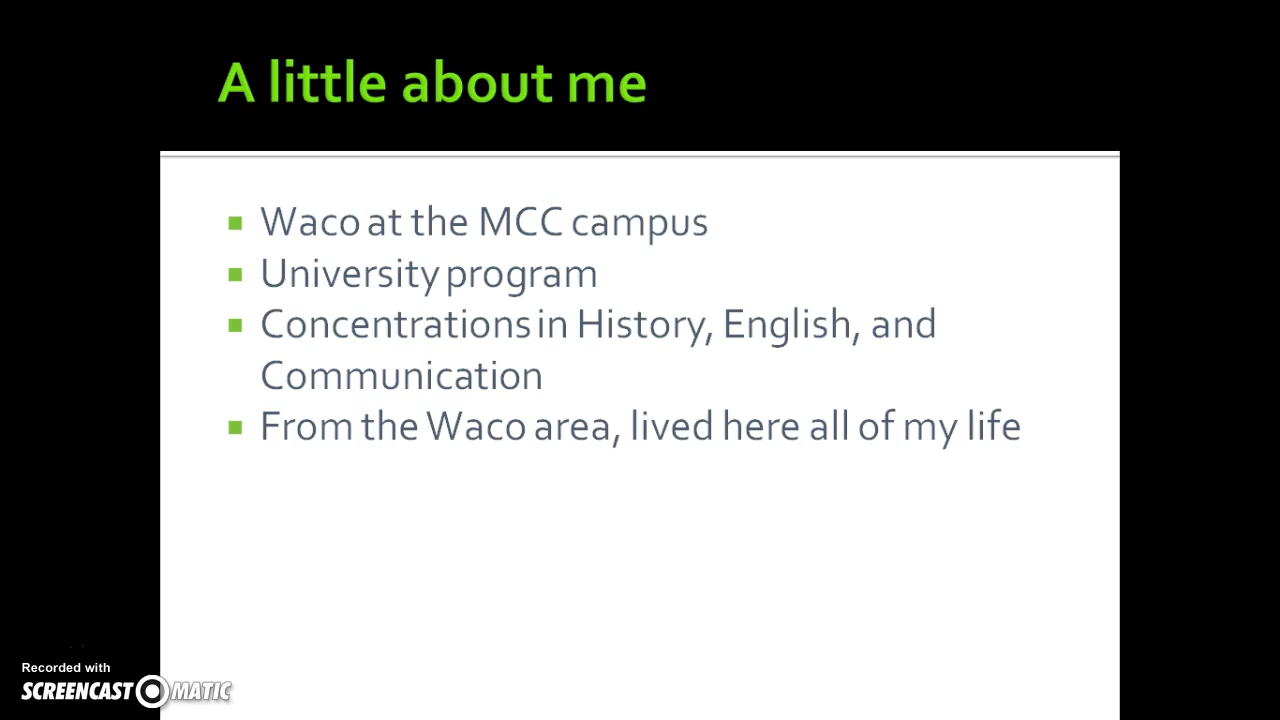 A little about me
Waco at the MCC campus
University program
Concentrations in History, English, and
Communication
From the Waco area, lived here all of my life
Recorded with
SCREENCAST MATIC